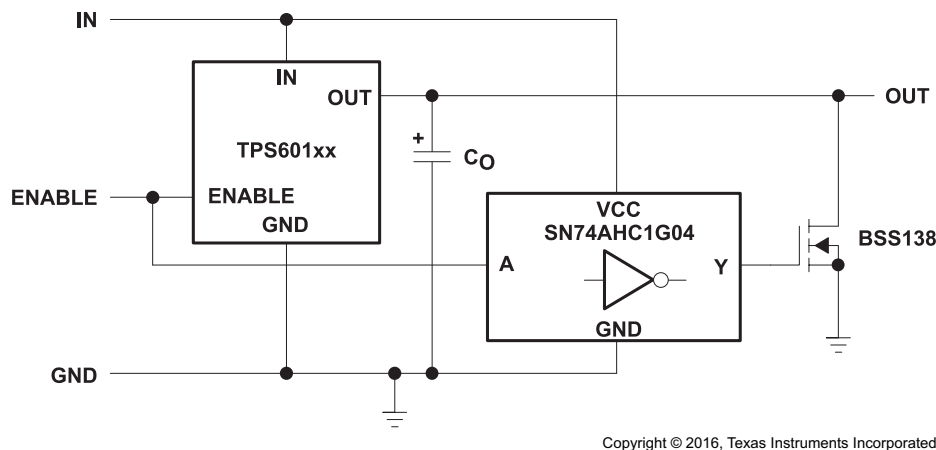 IN
IN
OUT
OUT
TPS601xx
+
CO
ENABLE
ENABLE
GND
VCC
SN74AHC1G04
BSS138
A
Y
GND
GND
Copyright © 2016, Texas Instruments Incorporated